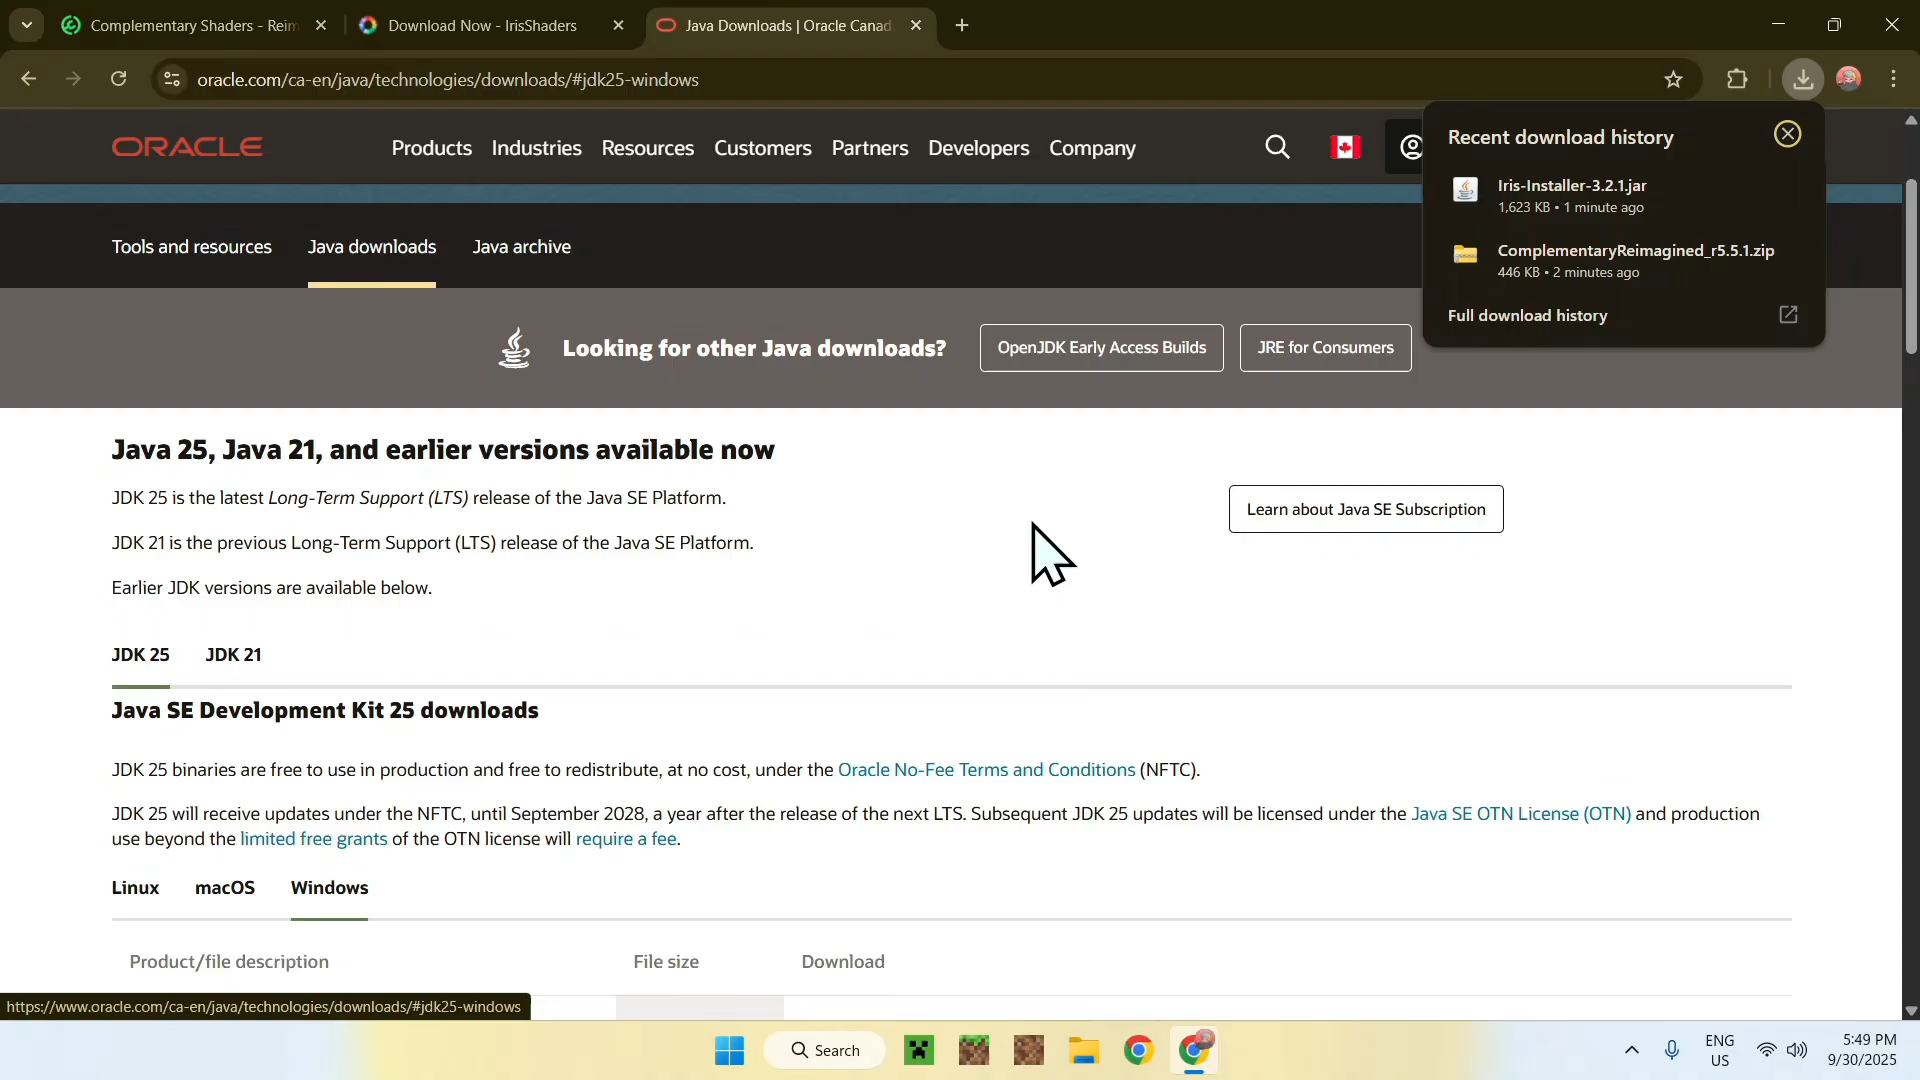 Complementary Shaders - Reim
Download Now - IrisShaders
Java Downloads | Oracle Canad
oracle.com/ca-en/java/technologies/downloads/#jdk25-windows
ORACLE
Products Industries Resources Customers Partners Developers Company
Recent download history
Iris-Installer-3.2.1.jar
1,623 KB • 1 minute ago
ComplementaryReimagined_r5.5.1.zip
446 KB • 2 minutes ago
Full download history
Tools and resources Java downloads Java archive
Looking for other Java downloads?
OpenJDK Early Access Builds
JRE for Consumers
Java 25, Java 21, and earlier versions available now
JDK 25 is the latest Long-Term Support (LTS) release of the Java SE Platform.
Learn about Java SE Subscription
JDK 21 is the previous Long-Term Support (LTS) release of the Java SE Platform.
Earlier JDK versions are available below.
JDK 25 JDK 21
Java SE Development Kit 25 downloads
JDK 25 binaries are free to use in production and free to redistribute, at no cost, under the Oracle No-Fee Terms and Conditions (NFTC).
JDK 25 will receive updates under the NFTC, until September 2028, a year after the release of the next LTS. Subsequent JDK 25 updates will be licensed under the Java SE OTN License (OTN) and production
use beyond the limited free grants of the OTN license will require a fee.
Linux macOS Windows
Product/file description File size Download
https://www.oracle.com/ca-en/java/technologies/downloads/#jdk25-windows
Search
ENG
US
5:49 PM
9/30/2025